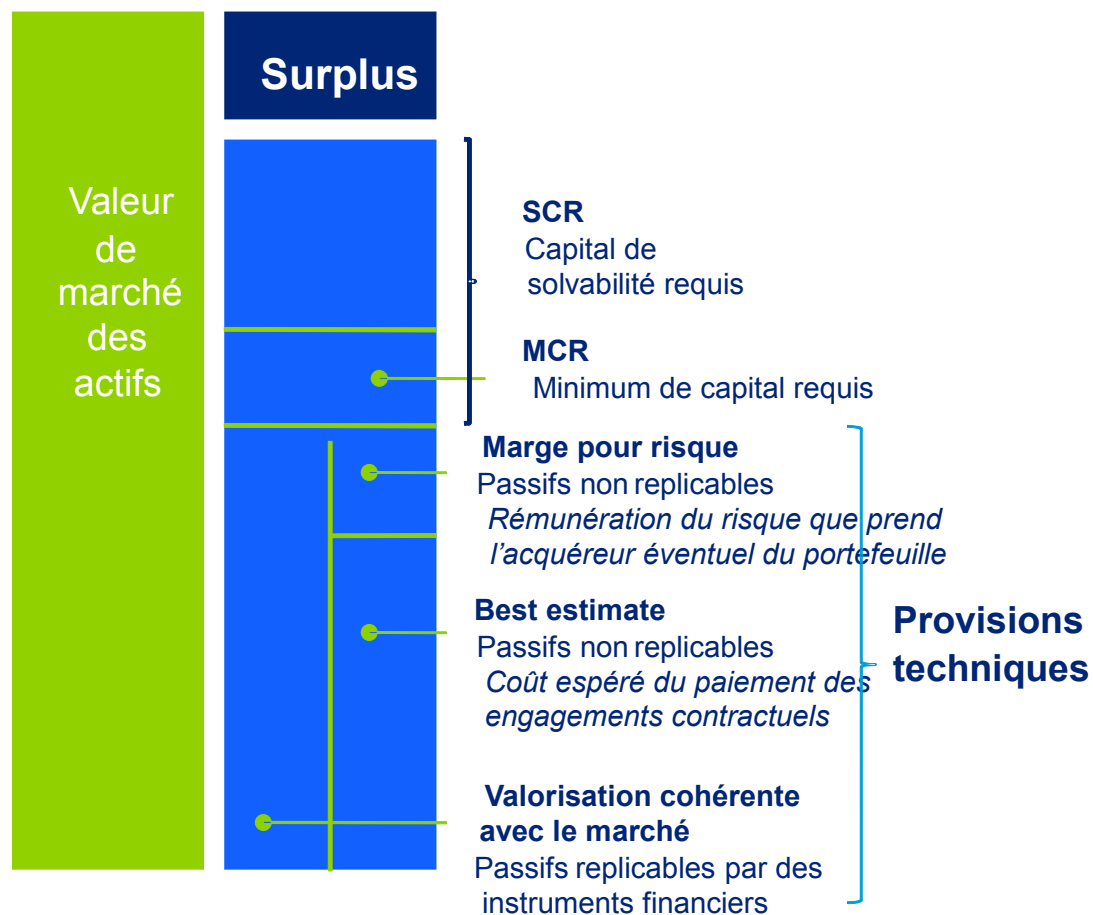 Surplus
Valeur
de
marché
des
actifs
SCR
Capital de
solvabilité requis
MCR
Minimum de capital requis
Marge pour risque
Passifs non replicables
Rémunération du risque que prend
l'acquéreur éventuel du portefeuille
Best estimate
Passifs non replicables
Coût espéré du paiement des
engagements contractuels
Provisions
techniques
Valorisation cohérente
avec le marché
Passifs replicables par des
instruments financiers